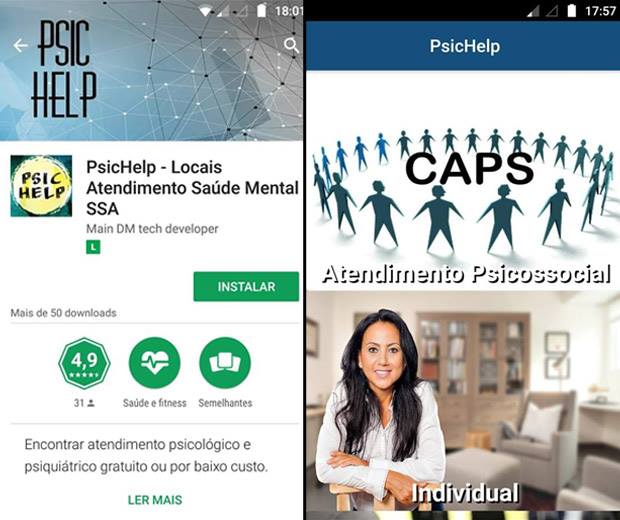 18:01
PSIC
HELP
PSIC
HELP
PsicHelp - Locais
Atendimento Saúde Mental
SSA
Main DM tech developer
L
INSTALAR
Mais de 50 downloads
4,9
31
Saúde e fitness
Semelhantes
Encontrar atendimento psicológico e
psiquiátrico gratuito ou por baixo custo.
LER MAIS
17:57
PsicHelp
CAPS
Atendimento Psicossocial
Individual